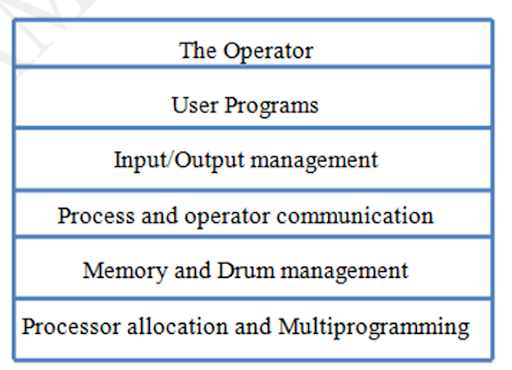 The Operator
User Programs
Input/Output management
Process and operator communication
Memory and Drum management
Processor allocation and Multiprogramming